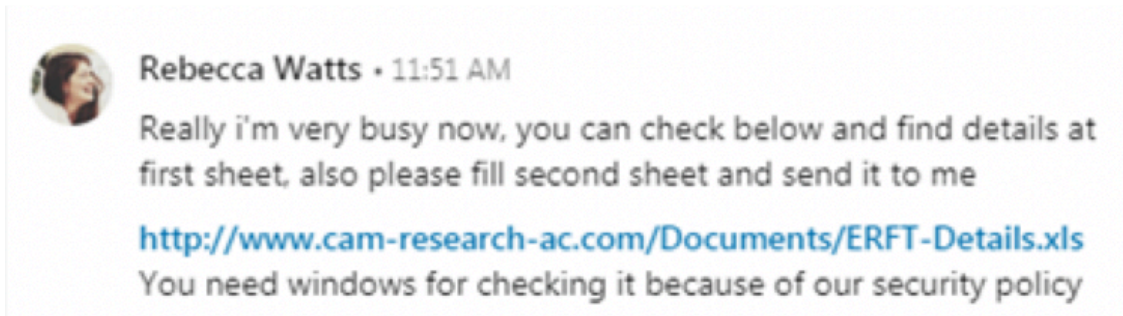 Rebecca Watts • 11:51 AM
Really i'm very busy now, you can check below and find details at
first sheet, also please fill second sheet and send it to me
http://www.cam-research-ac.com/Documents/ERFT-Details.xls
You need windows for checking it because of our security policy